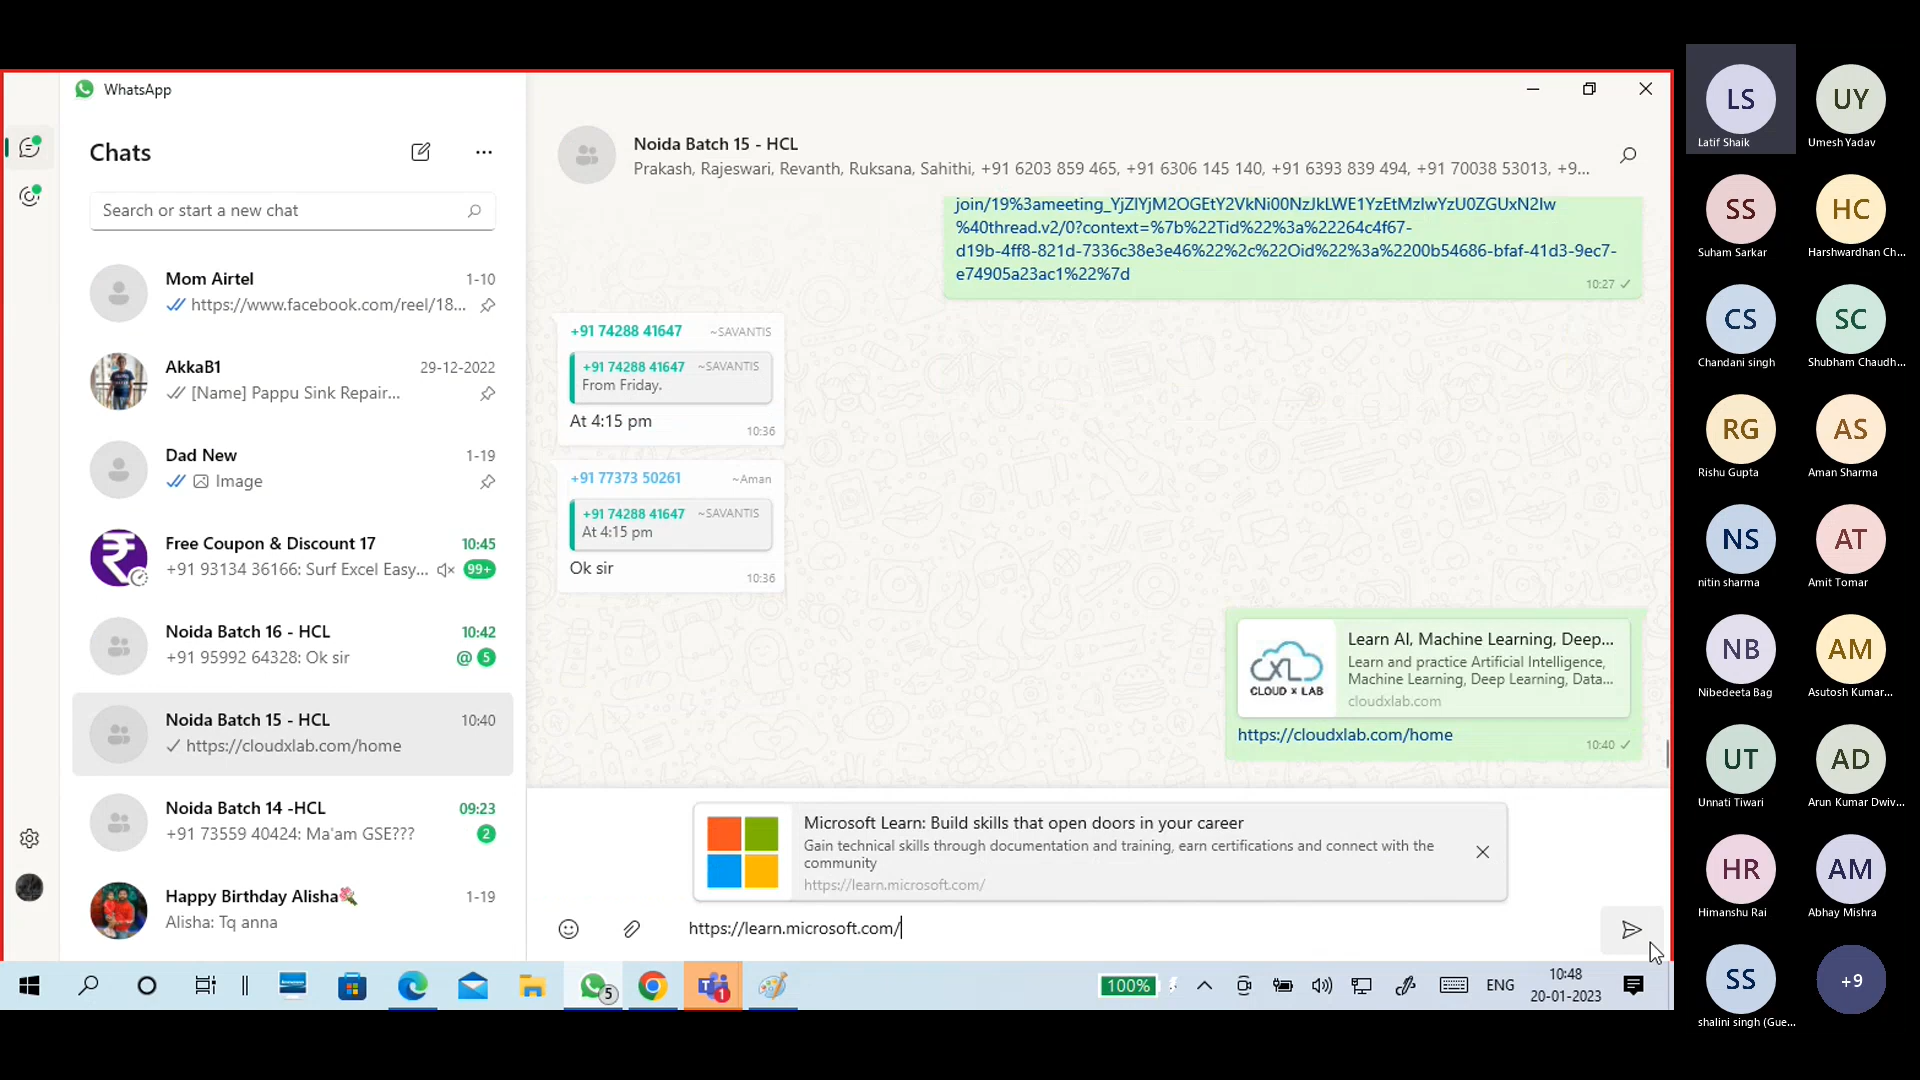 WhatsApp
Chats
Search or start a new chat
Mom Airtel 1-10
https://www.facebook.com/reel/18...
AkkaB1 29-12-2022
[Name] Pappu Sink Repair...
Dad New 1-19
Image
Free Coupon & Discount 17 10:45
+91 93134 36166: Surf Excel Easy... 99+
Noida Batch 16 - HCL 10:42
+91 95992 64328: Ok sir @ 5
Noida Batch 15 - HCL 10:40
https://cloudxlab.com/home
Noida Batch 14 -HCL 09:23
+91 73559 40424: Ma'am GSE??? 2
Happy Birthday Alisha 1-19
Alisha: Tq anna
Noida Batch 15 - HCL
Prakash, Rajeswari, Revanth, Ruksana, Sahithi, +91 6203 859 465, +91 6306 145 140, +91 6393 839 494, +91 70038 53013, +9...
%40thread.v2/0?context=%7b%22Tid%22%3a%22264c4f67-
d19b-4ff8-821d-7336c38e3e46%22%2c%22Oid%22%3a%2200b54686-bfaf-41d3-9ec7-
e74905a23ac1%22%7d
10:27
+91 74288 41647 ~SAVANTIS
+91 74288 41647 ~SAVANTIS
From Friday.
At 4:15 pm
10:36
+91 77373 50261 ~Aman
+91 74288 41647 ~SAVANTIS
At 4:15 pm
Ok sir
10:36
CXL
CLOUD x LAB
Learn AI, Machine Learning, Deep...
Learn and practice Artificial Intelligence,
Machine Learning, Deep Learning, Data...
cloudxlab.com
https://cloudxlab.com/home
10:40
Microsoft Learn: Build skills that open doors in your career
Gain technical skills through documentation and training, earn certifications and connect with the
community
https://learn.microsoft.com/
https://learn.microsoft.com/
5
1
100%
ENG
10:48
20-01-2023
LS
Latif Shaik
UY
Umesh Yadav
SS
Suham Sarkar
HC
Harshwardhan Ch...
CS
Chandani singh
SC
Shubham Chaudh...
RG
Rishu Gupta
AS
Aman Sharma
NS
nitin sharma
AT
Amit Tomar
NB
Nibedeeta Bag
AM
Asutosh Kumar...
UT
Unnati Tiwari
AD
Arun Kumar Dwiv...
HR
Himanshu Rai
AM
Abhay Mishra
SS
shalini singh (Gue...
+9